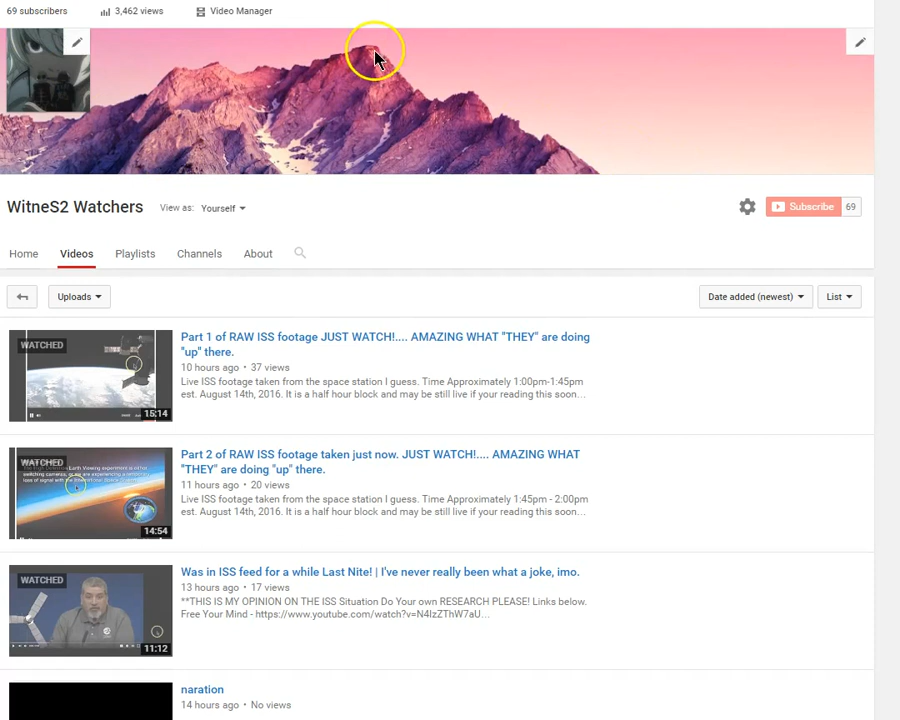 69 subscribers 3,462 views Video Manager
WitneS2 Watchers View as: Yourself Subscribe 69
Home Videos Playlists Channels About
Uploads Date added (newest) List
WATCHED
15:14
Part 1 of RAW ISS footage JUST WATCH!.... AMAZING WHAT "THEY" are doing
"up" there.
10 hours ago • 37 views
Live ISS footage taken from the space station I guess. Time Approximately 1:00pm-1:45pm
est. August 14th, 2016. It is a half hour block and may be still live if your reading this soon...
WATCHED
14:54
Part 2 of RAW ISS footage taken just now. JUST WATCH!.... AMAZING WHAT
"THEY" are doing "up" there.
11 hours ago • 20 views
Live ISS footage taken from the space station I guess. Time Approximately 1:45pm - 2:00pm
est. August 14th, 2016. It is a half hour block and may be still live if your reading this soon...
WATCHED
11:12
Was in ISS feed for a while Last Nite! | I've never really been what a joke, imo.
13 hours ago • 17 views
**THIS IS MY OPINION ON THE ISS Situation Do Your own RESEARCH PLEASE! Links below.
Free Your Mind - https://www.youtube.com/watch?v=N4IzZThW7aU...
naration
14 hours ago • No views